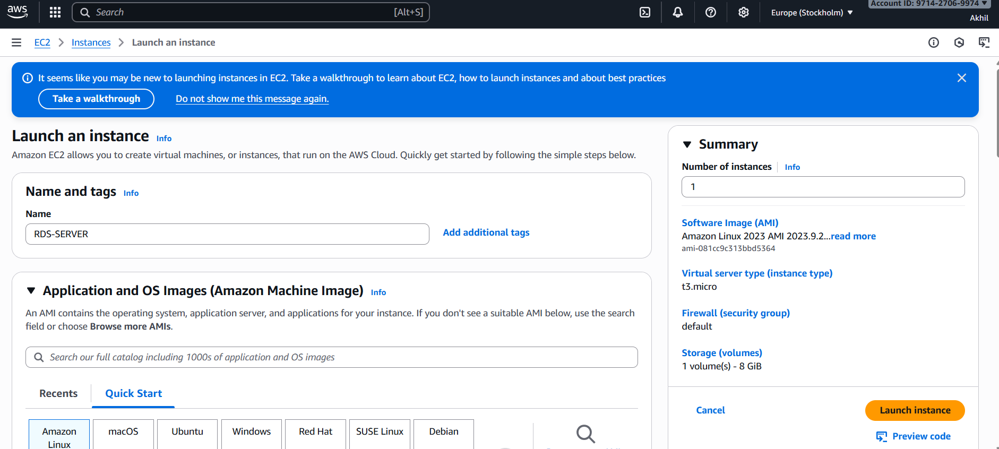 aws
Search
[Alt+S]
Europe (Stockholm)
Account ID: 9714-2706-9974
Akhil
EC2
Instances
Launch an instance
It seems like you may be new to launching instances in EC2. Take a walkthrough to learn about EC2, how to launch instances and about best practices
Take a walkthrough
Do not show me this message again.
Launch an instance Info
Amazon EC2 allows you to create virtual machines, or instances, that run on the AWS Cloud. Quickly get started by following the simple steps below.
Name and tags Info
Name
RDS-SERVER
Add additional tags
Application and OS Images (Amazon Machine Image) Info
An AMI contains the operating system, application server, and applications for your instance. If you don't see a suitable AMI below, use the search
field or choose Browse more AMIs.
Search our full catalog including 1000s of application and OS images
Recents
Quick Start
Amazon
Linux
macOS
Ubuntu
Windows
Red Hat
SUSE Linux
Debian
Summary
Number of instances
Info
1
Software Image (AMI)
Amazon Linux 2023 AMI 2023.9.2...read more
ami-081cc9c313bbd5364
Virtual server type (instance type)
t3.micro
Firewall (security group)
default
Storage (volumes)
1 volume(s) - 8 GiB
Cancel
Launch instance
Preview code